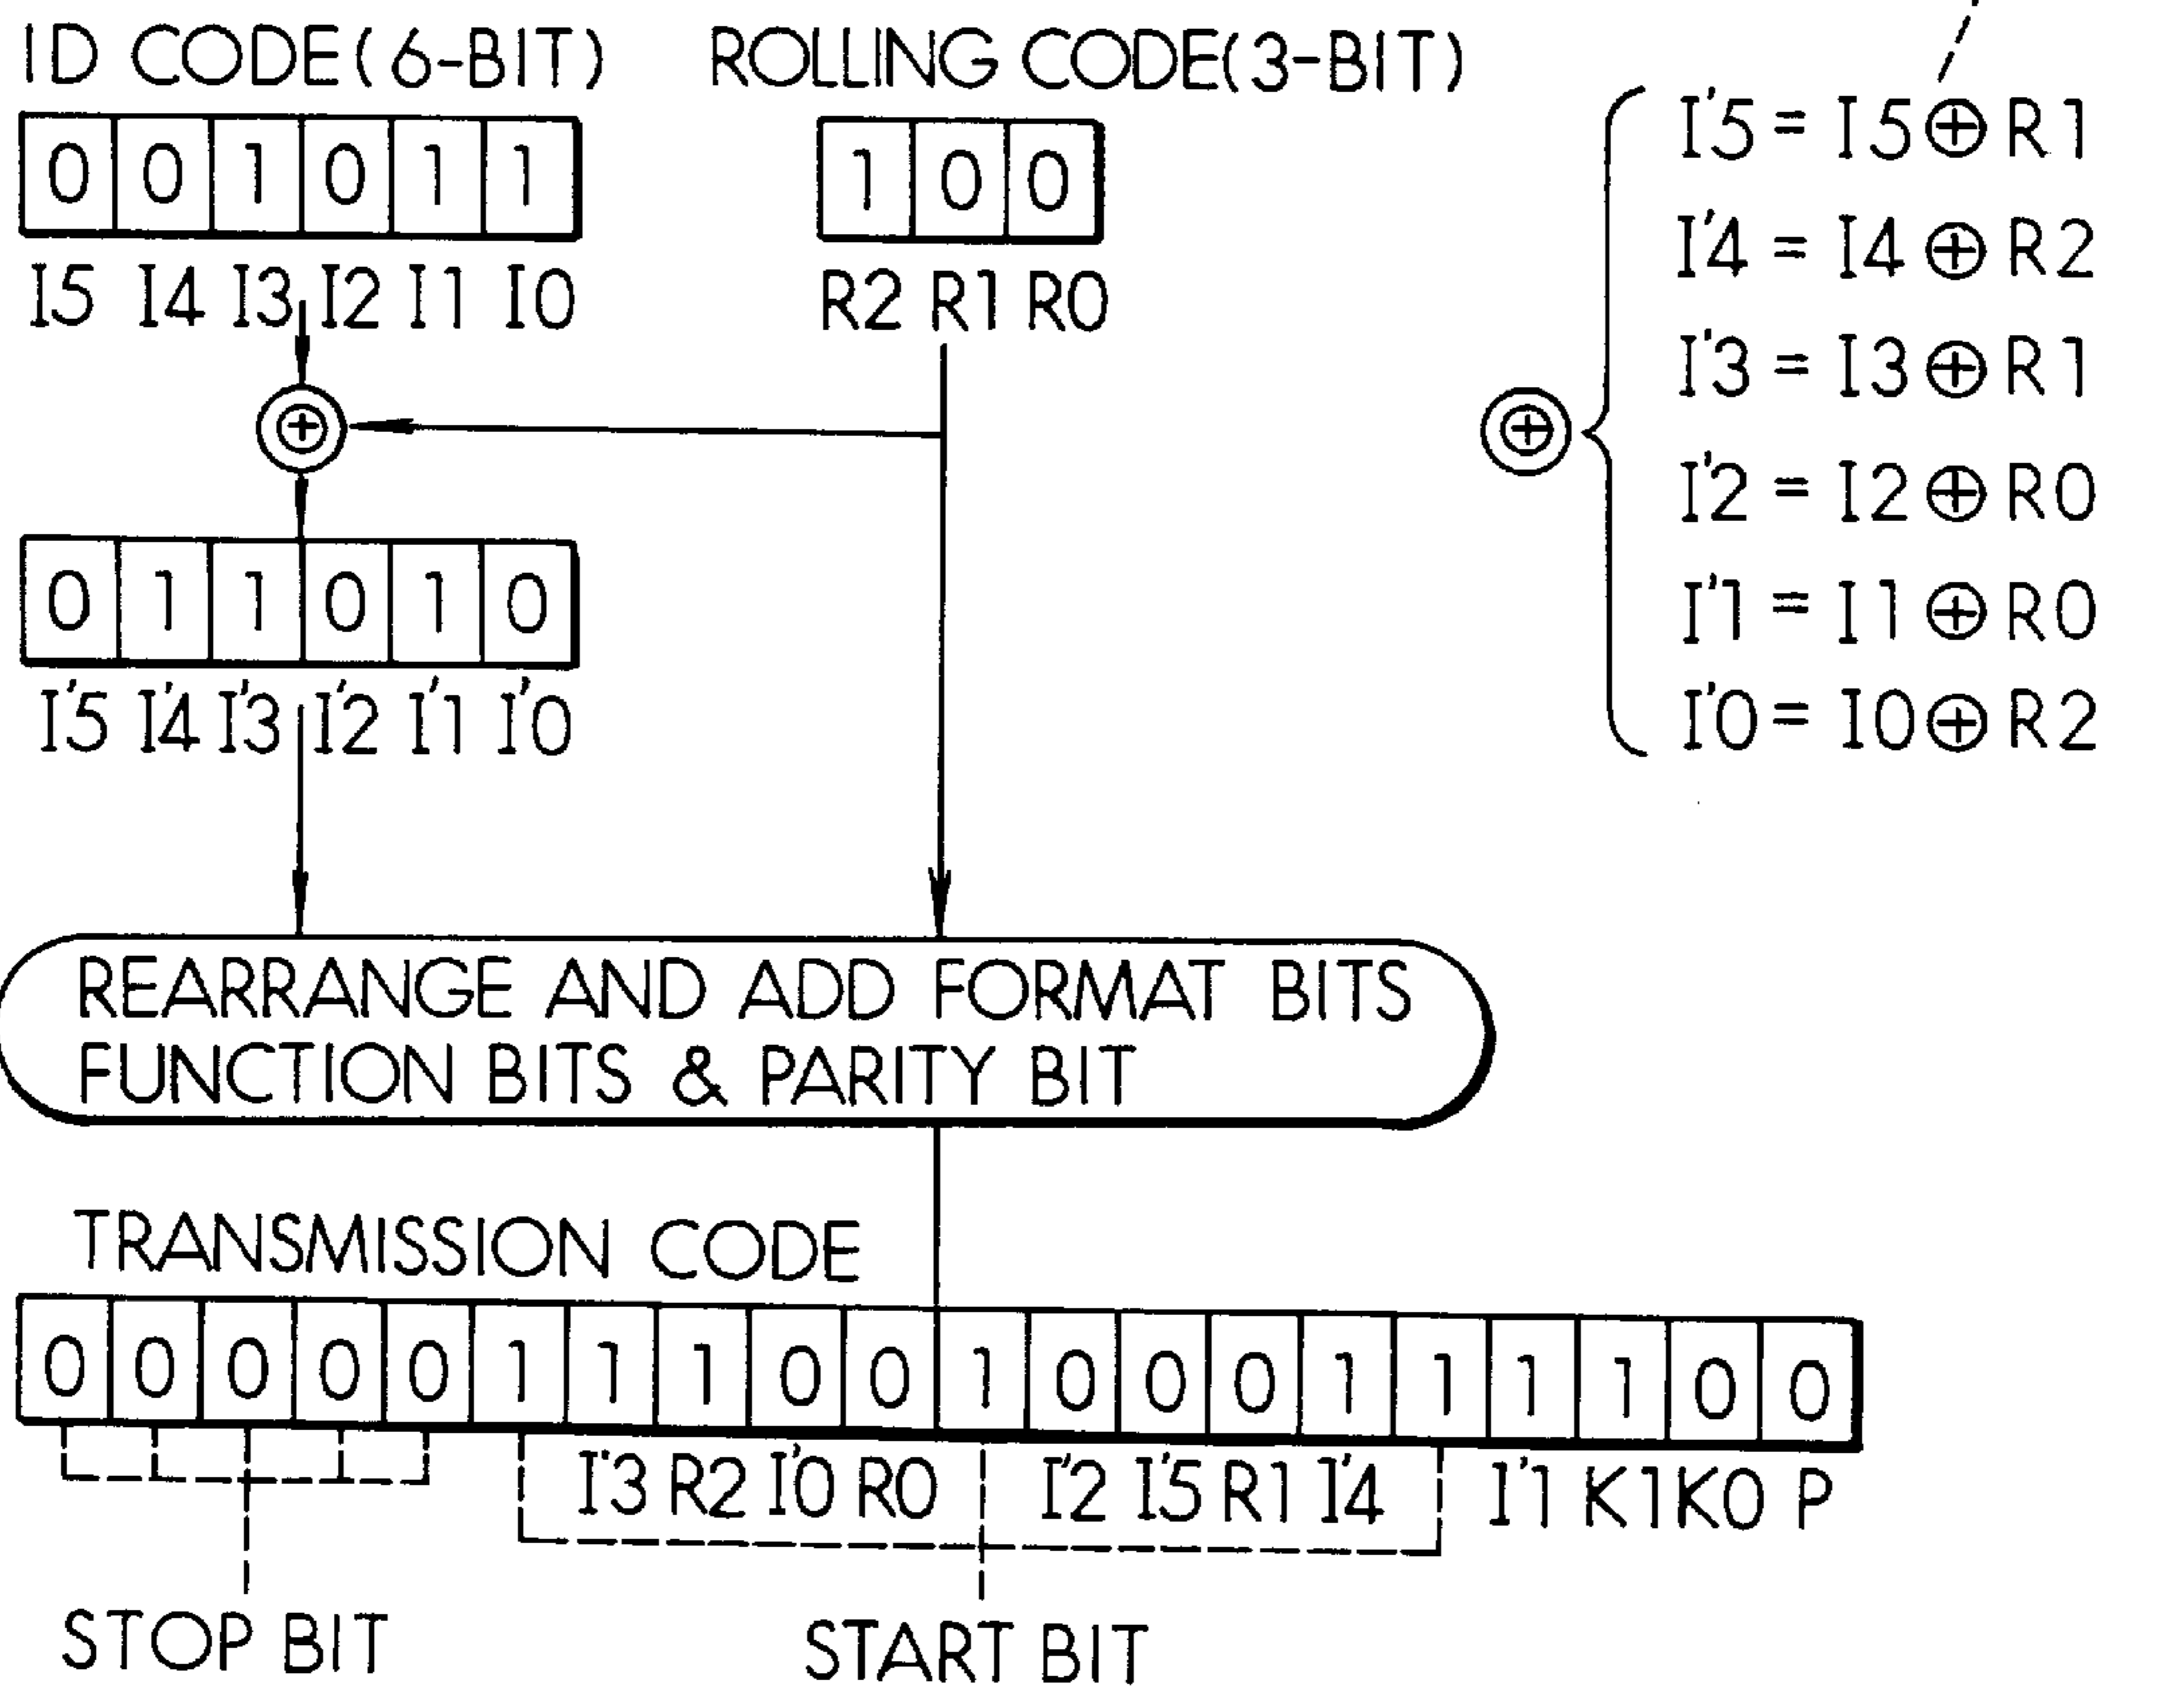 ID CODE(6-BIT) ROLLING CODE(3-BIT)
0 0 1 0 1 1
1 0 0
I5 I4 I3 I2 I1 I0
R2 R1 R0
⊕
0 1 1 0 1 0
I'5 I'4 I'3 I'2 I'1 I'0
⊕
I'5 = I5 ⊕ R1
I'4 = I4 ⊕ R2
I'3 = I3 ⊕ R1
I'2 = I2 ⊕ R0
I'1 = I1 ⊕ R0
I'0 = I0 ⊕ R2
REARRANGE AND ADD FORMAT BITS
FUNCTION BITS & PARITY BIT
TRANSMISSION CODE
0 0 0 0 0 1 1 1 0 0 1 0 0 0 1 1 1 1 0 0
I'3 R2 I'0 R0 I'2 I'5 R1 I'4 I'1 K1 K0 P
STOP BIT START BIT